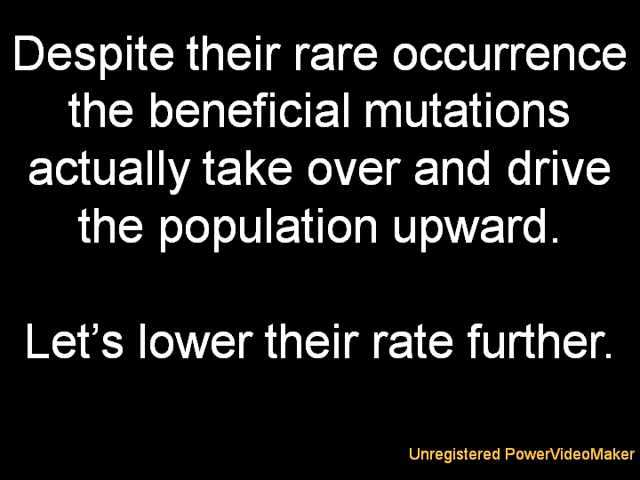 Despite their rare occurrence
the beneficial mutations
actually take over and drive
the population upward.
Let’s lower their rate further.
Unregistered PowerVideoMaker